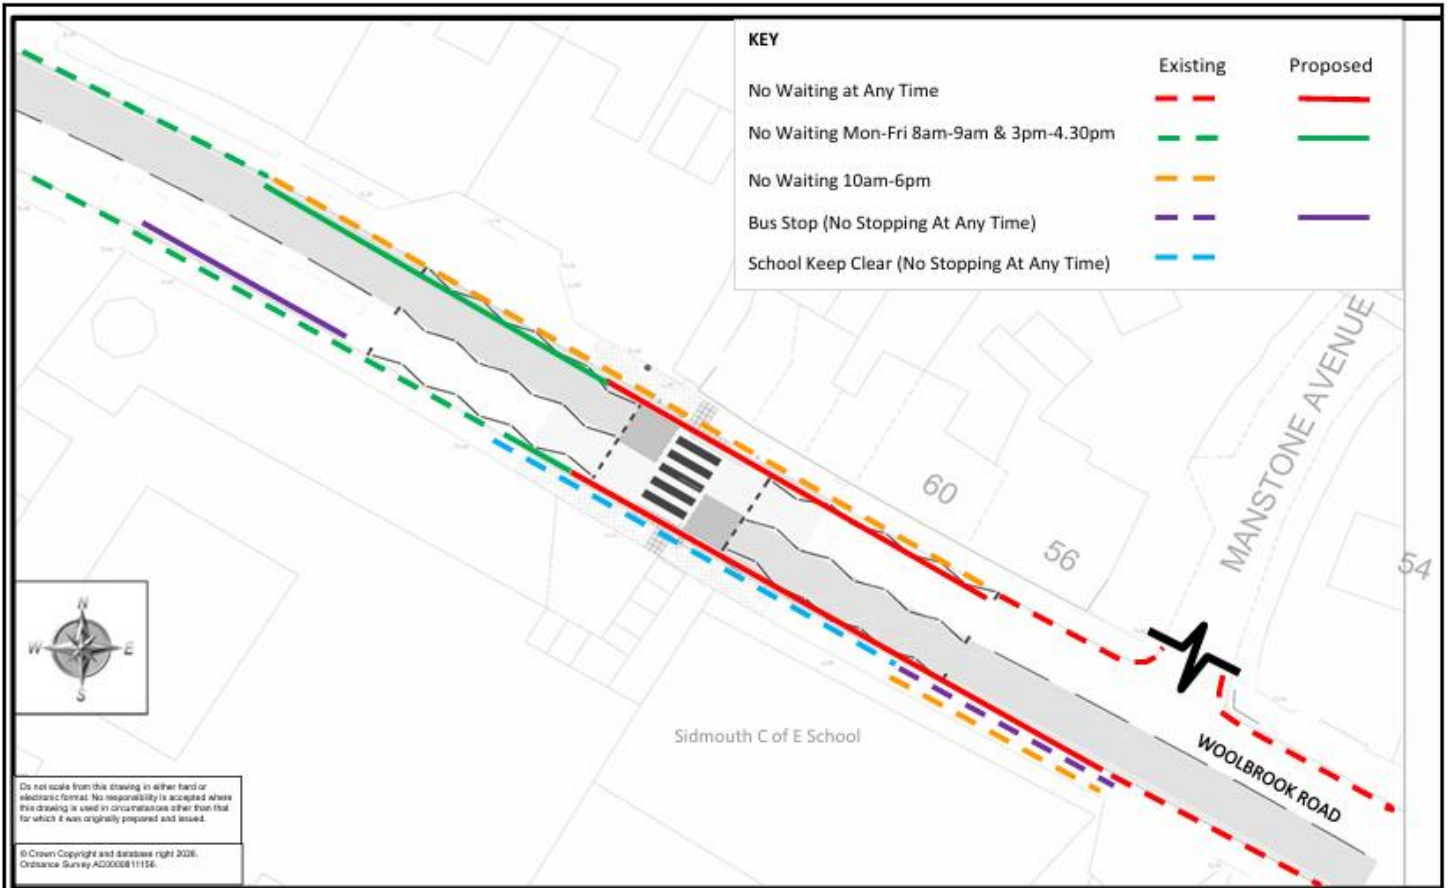 KEY
Existing Proposed
No Waiting at Any Time
No Waiting Mon-Fri 8am-9am & 3pm-4.30pm
No Waiting 10am-6pm
Bus Stop (No Stopping At Any Time)
School Keep Clear (No Stopping At Any Time)
MANSTONE AVENUE
60
56
54
N
W E
S
Sidmouth C of E School
WOOLBROOK ROAD
Do not scale from this drawing in either hard or
electronic format. No responsibility is accepted where
this drawing is used in circumstances other than that
for which it was originally prepared and issued.
© Crown Copyright and database right 2026.
Ordnance Survey AC0000811156.